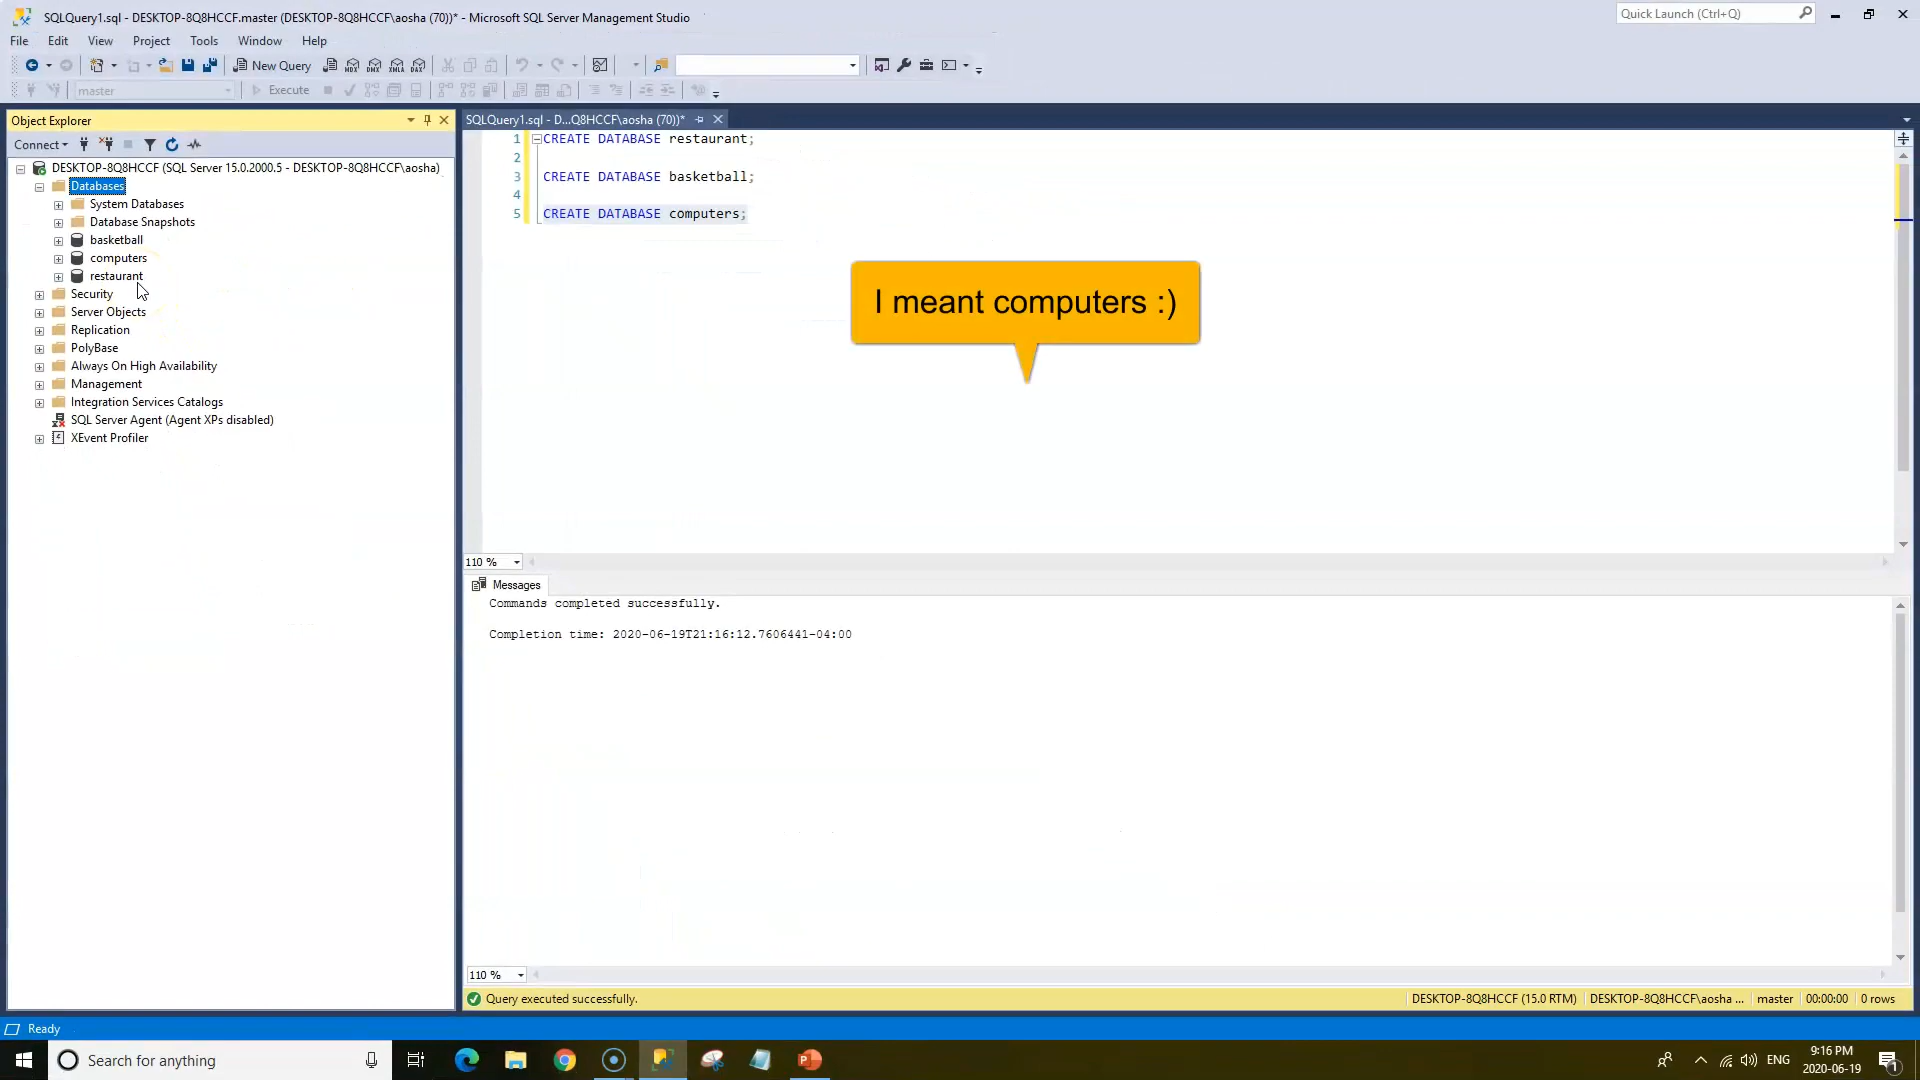 SQLQuery1.sql - DESKTOP-8Q8HCCF.master (DESKTOP-8Q8HCCF\aosha (70))* - Microsoft SQL Server Management Studio
Quick Launch (Ctrl+Q)
File Edit View Project Tools Window Help
New Query
master
Execute
Object Explorer
SQLQuery1.sql - D...Q8HCCF\aosha (70))*
Connect
DESKTOP-8Q8HCCF (SQL Server 15.0.2000.5 - DESKTOP-8Q8HCCF\aosha)
Databases
System Databases
Database Snapshots
basketball
computers
restaurant
Security
Server Objects
Replication
PolyBase
Always On High Availability
Management
Integration Services Catalogs
SQL Server Agent (Agent XPs disabled)
XEvent Profiler
1 CREATE DATABASE restaurant;
2
3 CREATE DATABASE basketball;
4
5 CREATE DATABASE computers;
I meant computers :)
110 %
Messages
Commands completed successfully.
Completion time: 2020-06-19T21:16:12.7606441-04:00
110 %
Query executed successfully.
DESKTOP-8Q8HCCF (15.0 RTM) DESKTOP-8Q8HCCF\aosha ... master 00:00:00 0 rows
Ready
Search for anything
ENG
9:16 PM
2020-06-19
1